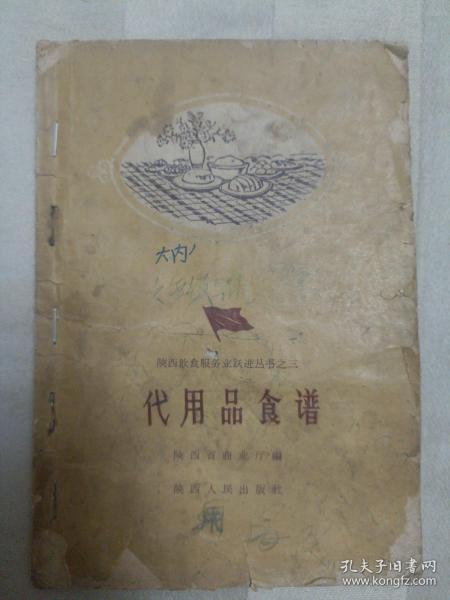 大内
陕西飲食服务业跃进丛书之三
代用品食谱
陕西省商业厅編
陕西人民出版社
孔夫子旧书网
www.kongfz.com